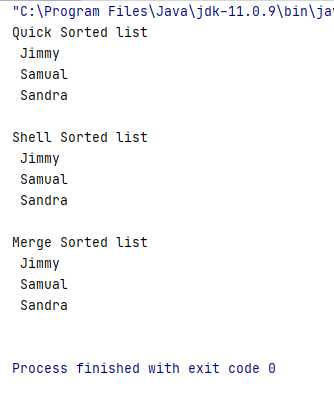 "C:\Program Files\Java\jdk-11.0.9\bin\jav
Quick Sorted list
Jimmy
Samual
Sandra
Shell Sorted list
Jimmy
Samual
Sandra
Merge Sorted list
Jimmy
Samual
Sandra
Process finished with exit code 0